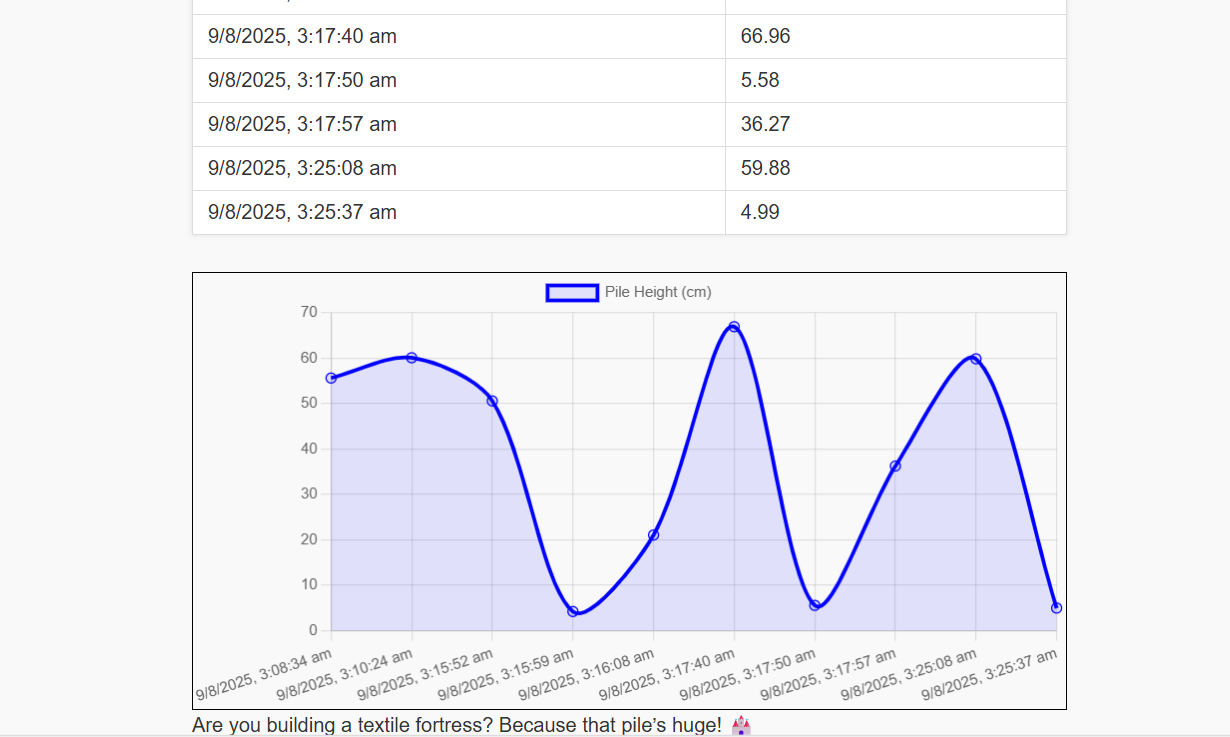 9/8/2025, 3:17:40 am 66.96
9/8/2025, 3:17:50 am 5.58
9/8/2025, 3:17:57 am 36.27
9/8/2025, 3:25:08 am 59.88
9/8/2025, 3:25:37 am 4.99
Pile Height (cm)
70
60
50
40
30
20
10
0
9/8/2025, 3:08:34 am
9/8/2025, 3:10:24 am
9/8/2025, 3:15:52 am
9/8/2025, 3:15:59 am
9/8/2025, 3:16:08 am
9/8/2025, 3:17:40 am
9/8/2025, 3:17:50 am
9/8/2025, 3:17:57 am
9/8/2025, 3:25:08 am
9/8/2025, 3:25:37 am
Are you building a textile fortress? Because that pile’s huge! 🏰